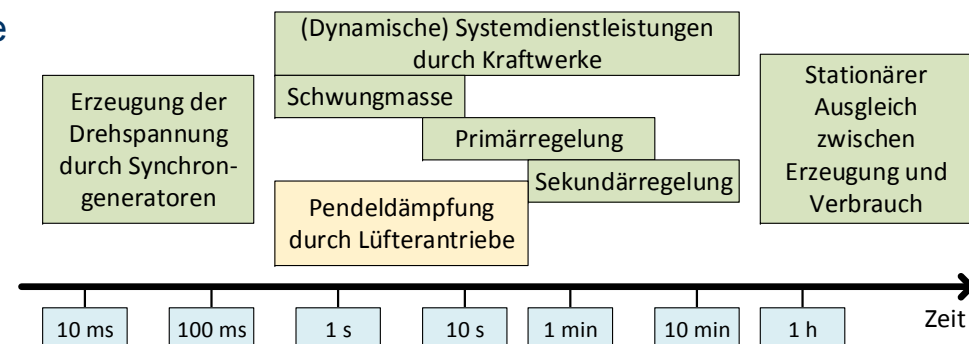 e
(Dynamische) Systemdienstleistungen
durch Kraftwerke
Erzeugung der
Drehspannung
durch Synchron-
generatoren
Schwungmasse
Primärregelung
Sekundärregelung
Pendeldämpfung
durch Lüfterantriebe
Stationärer
Ausgleich
zwischen
Erzeugung und
Verbrauch
10 ms
100 ms
1 s
10 s
1 min
10 min
1 h
Zeit